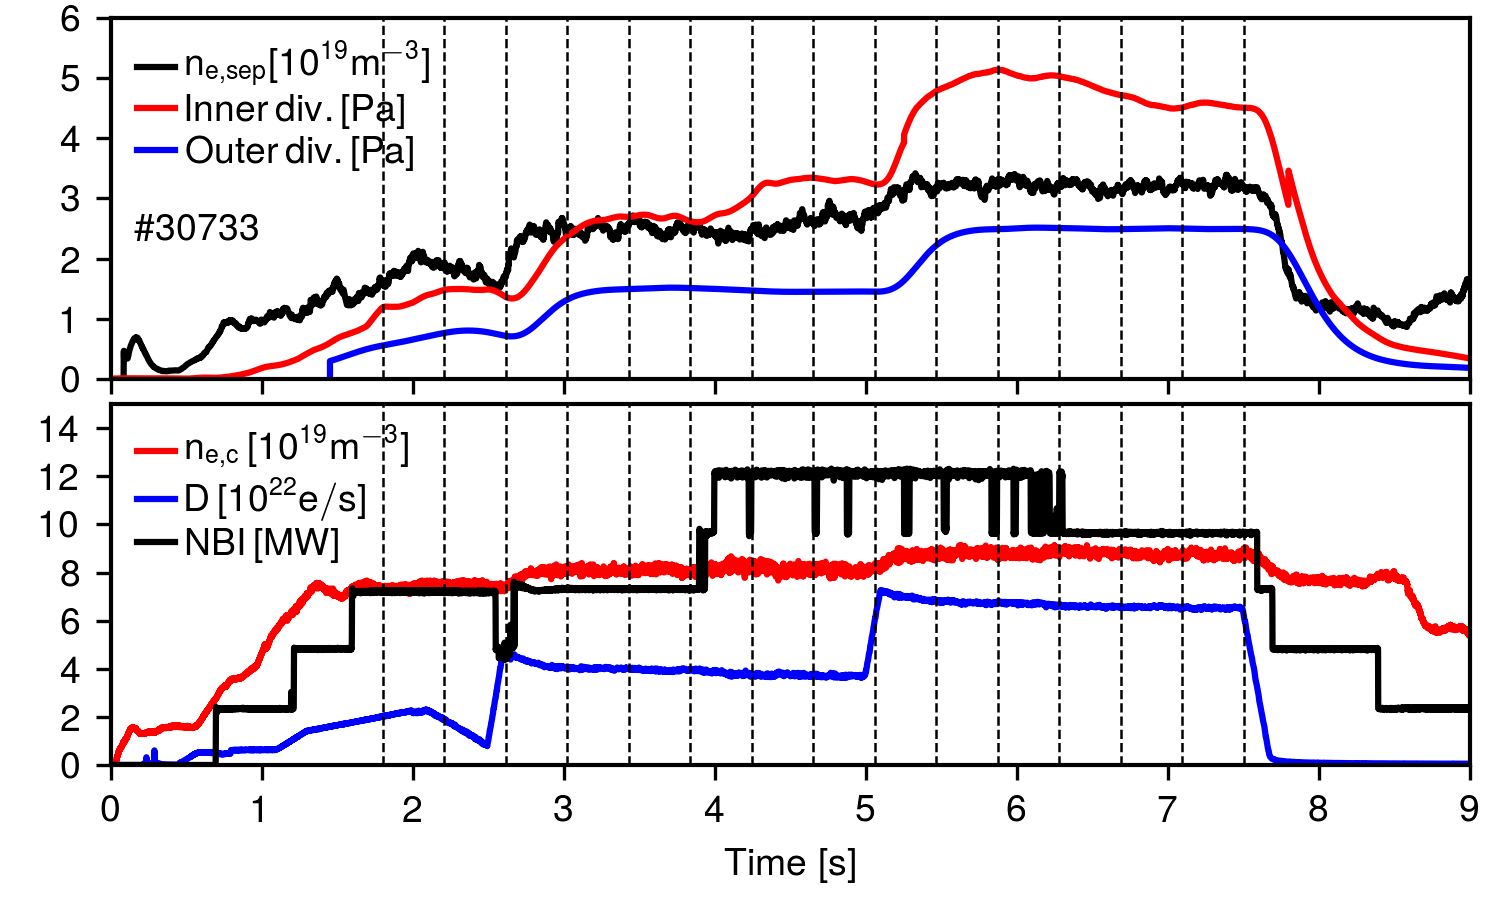 6
5
4
3
2
1
0
n_e,sep[10^19m^−3]
Inner div. [Pa]
Outer div. [Pa]
#30733
14
12
10
8
6
4
2
0
n_e,c [10^19m^−3]
D [10^22e/s]
NBI [MW]
0 1 2 3 4 5 6 7 8 9
Time [s]